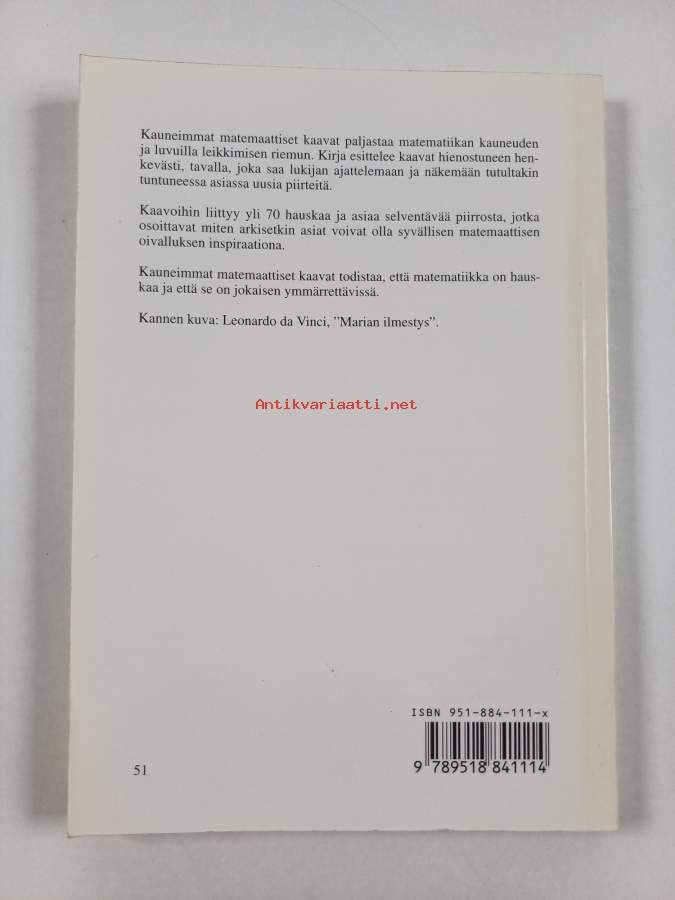 Kauneimmat matemaattiset kaavat paljastaa matematiikan kauneuden
ja luvuilla leikkimisen riemun. Kirja esittelee kaavat hienostuneen hen-
kevästi, tavalla, joka saa lukijan ajattelemaan ja näkemään tutultakin
tuntuneessa asiassa uusia piirteitä.
Kaavoihin liittyy yli 70 hauskaa ja asiaa selventävää piirrosta, jotka
osoittavat miten arkisetkin asiat voivat olla syvällisen matemaattisen
oivalluksen inspiraationa.
Kauneimmat matemaattiset kaavat todistaa, että matematiikka on haus-
kaa ja että se on jokaisen ymmärrettävissä.
Kannen kuva: Leonardo da Vinci, ”Marian ilmestys”.
Antikvariaatti.net
ISBN 951-884-111-x
9 789518 841114
51